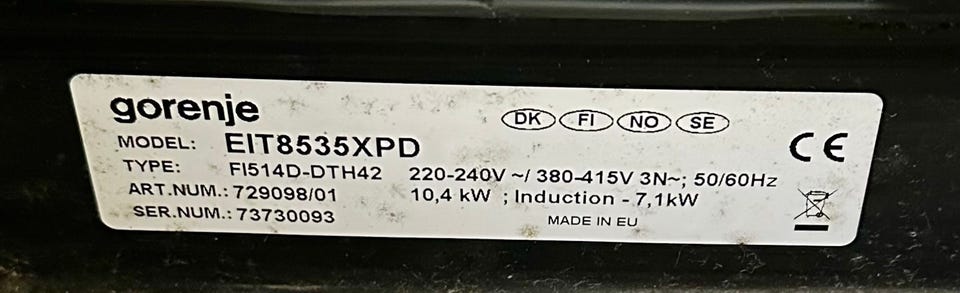 gorenje
DK FI NO SE
CE
MODEL: EIT8535XPD
TYPE: FI514D-DTH42 220-240V ~/ 380-415V 3N~; 50/60Hz
ART.NUM.: 729098/01 10,4 kW ; Induction - 7,1kW
SER.NUM.: 73730093 MADE IN EU